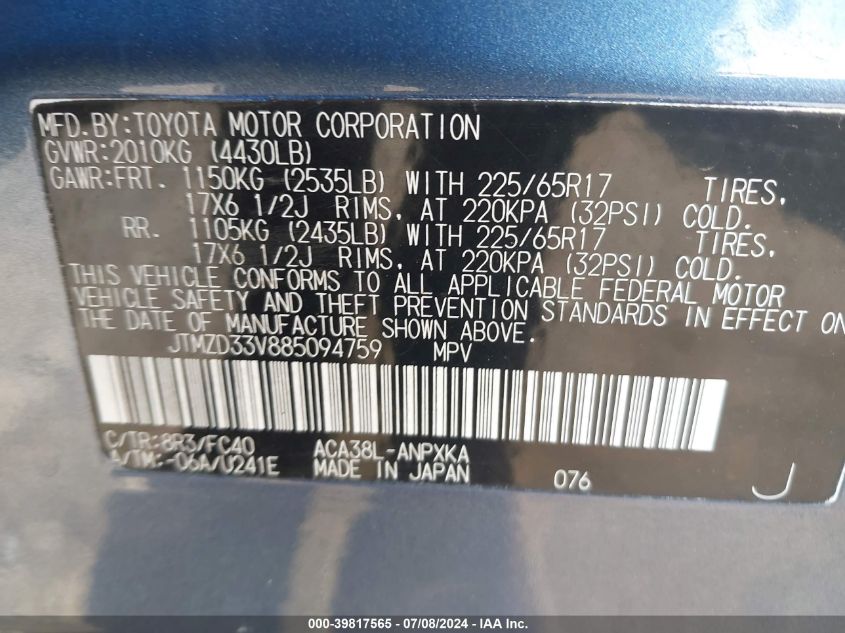 MFD.BY:TOYOTA MOTOR CORPORATION
GVWR:2010KG (4430LB)
GAWR:FRT. 1150KG (2535LB) WITH 225/65R17 TIRES,
17X6 1/2J RIMS, AT 220KPA (32PSI) COLD.
RR. 1105KG (2435LB) WITH 225/65R17 TIRES,
17X6 1/2J RIMS, AT 220KPA (32PSI) COLD.
THIS VEHICLE CONFORMS TO ALL APPLICABLE FEDERAL MOTOR
VEHICLE SAFETY AND THEFT PREVENTION STANDARDS IN EFFECT ON
THE DATE OF MANUFACTURE SHOWN ABOVE.
JTMZD33V885094759 MPV
C/TR:8R3/FC40 ACA38L-ANPXKA
A/TM:-06A/U241E MADE IN JAPAN 076 J
000-39817565 - 07/08/2024 - IAA, Inc.